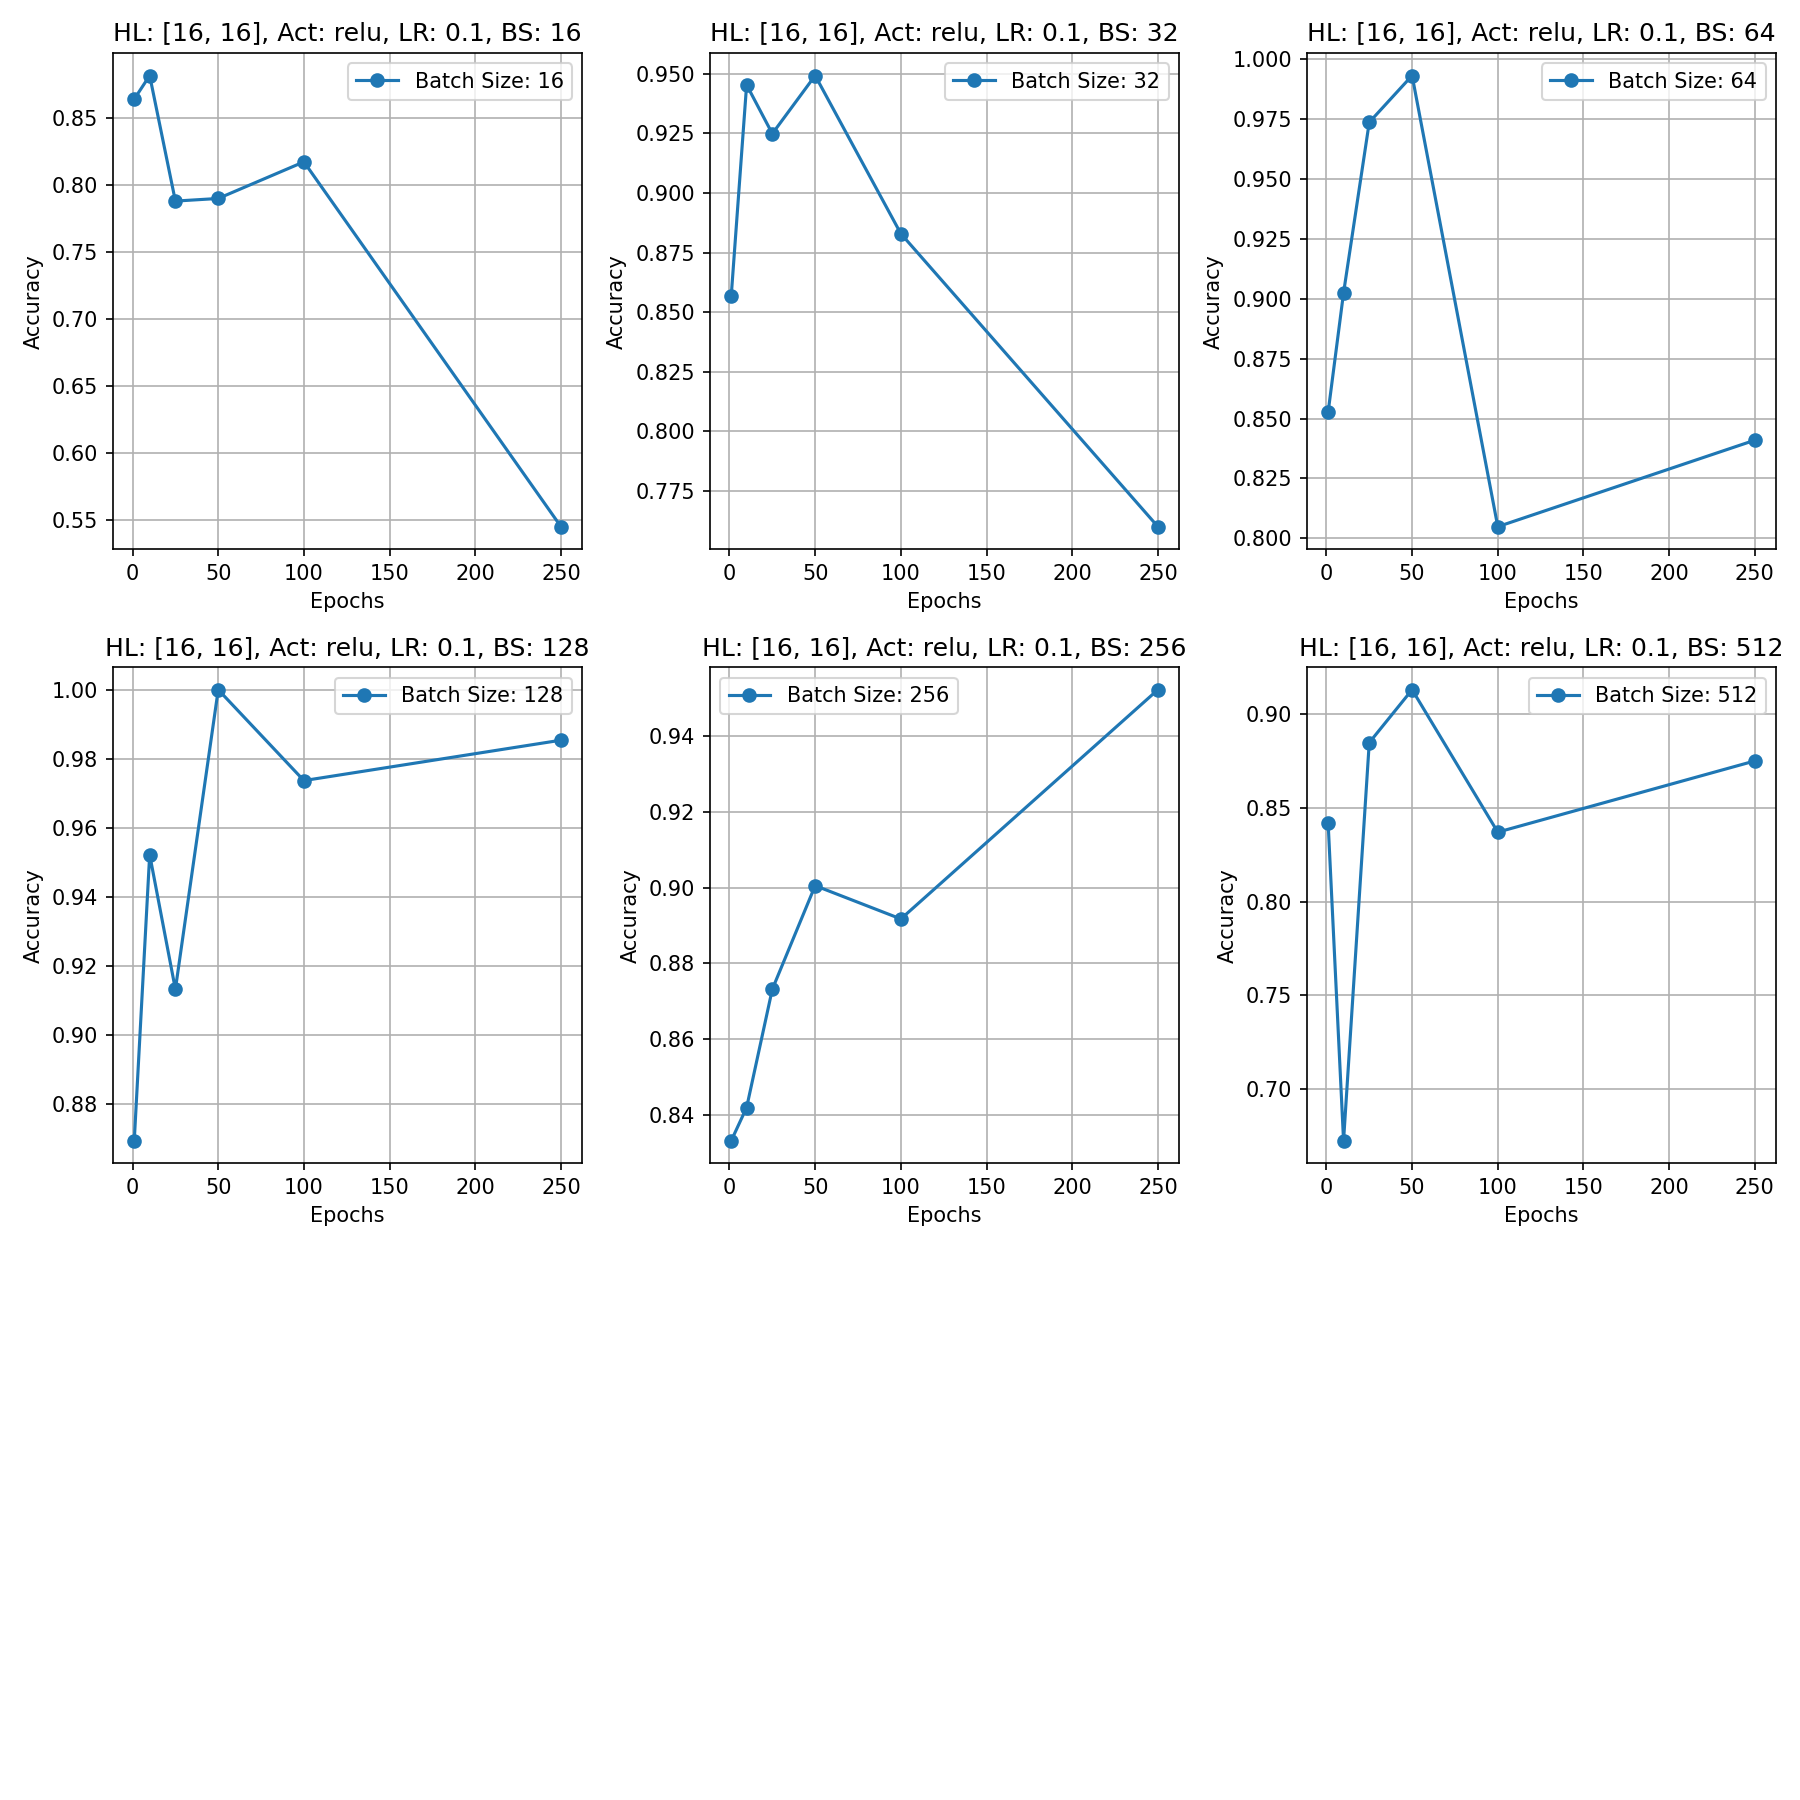 HL: [16, 16], Act: relu, LR: 0.1, BS: 16
Batch Size: 16
0.85
0.80
0.75
0.70
0.65
0.60
0.55
Accuracy
0 50 100 150 200 250
Epochs
HL: [16, 16], Act: relu, LR: 0.1, BS: 32
Batch Size: 32
0.950
0.925
0.900
0.875
0.850
0.825
0.800
0.775
Accuracy
0 50 100 150 200 250
Epochs
HL: [16, 16], Act: relu, LR: 0.1, BS: 64
Batch Size: 64
1.000
0.975
0.950
0.925
0.900
0.875
0.850
0.825
0.800
Accuracy
0 50 100 150 200 250
Epochs
HL: [16, 16], Act: relu, LR: 0.1, BS: 128
Batch Size: 128
1.00
0.98
0.96
0.94
0.92
0.90
0.88
Accuracy
0 50 100 150 200 250
Epochs
HL: [16, 16], Act: relu, LR: 0.1, BS: 256
Batch Size: 256
0.94
0.92
0.90
0.88
0.86
0.84
Accuracy
0 50 100 150 200 250
Epochs
HL: [16, 16], Act: relu, LR: 0.1, BS: 512
Batch Size: 512
0.90
0.85
0.80
0.75
0.70
Accuracy
0 50 100 150 200 250
Epochs